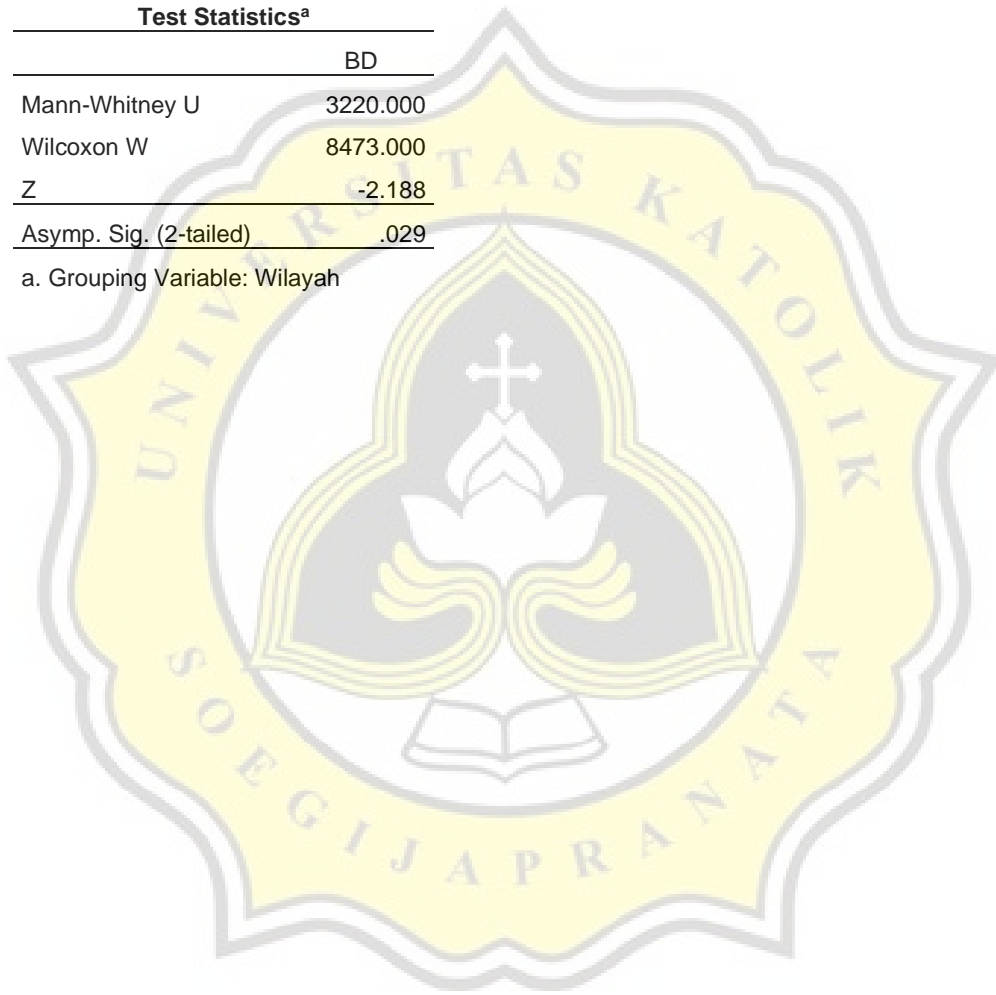 Test Statisticsᵃ
BD
Mann-Whitney U 3220.000
Wilcoxon W 8473.000
Z -2.188
Asymp. Sig. (2-tailed) .029
a. Grouping Variable: Wilayah
UNIVERSITAS KATOLIK
SOEGIJAPRANATA